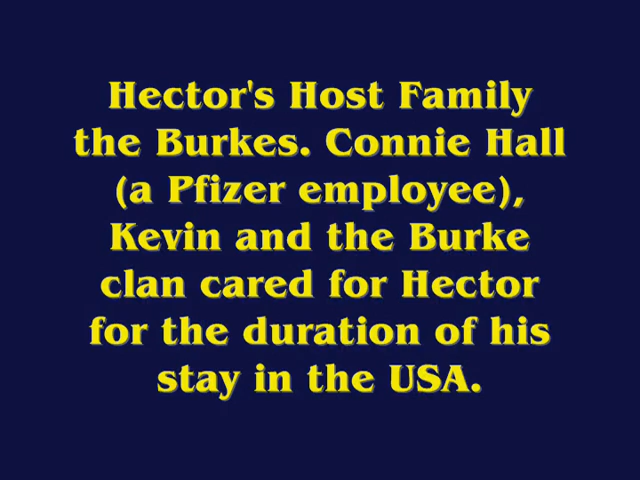 Hector's Host Family
the Burkes. Connie Hall
(a Pfizer employee),
Kevin and the Burke
clan cared for Hector
for the duration of his
stay in the USA.